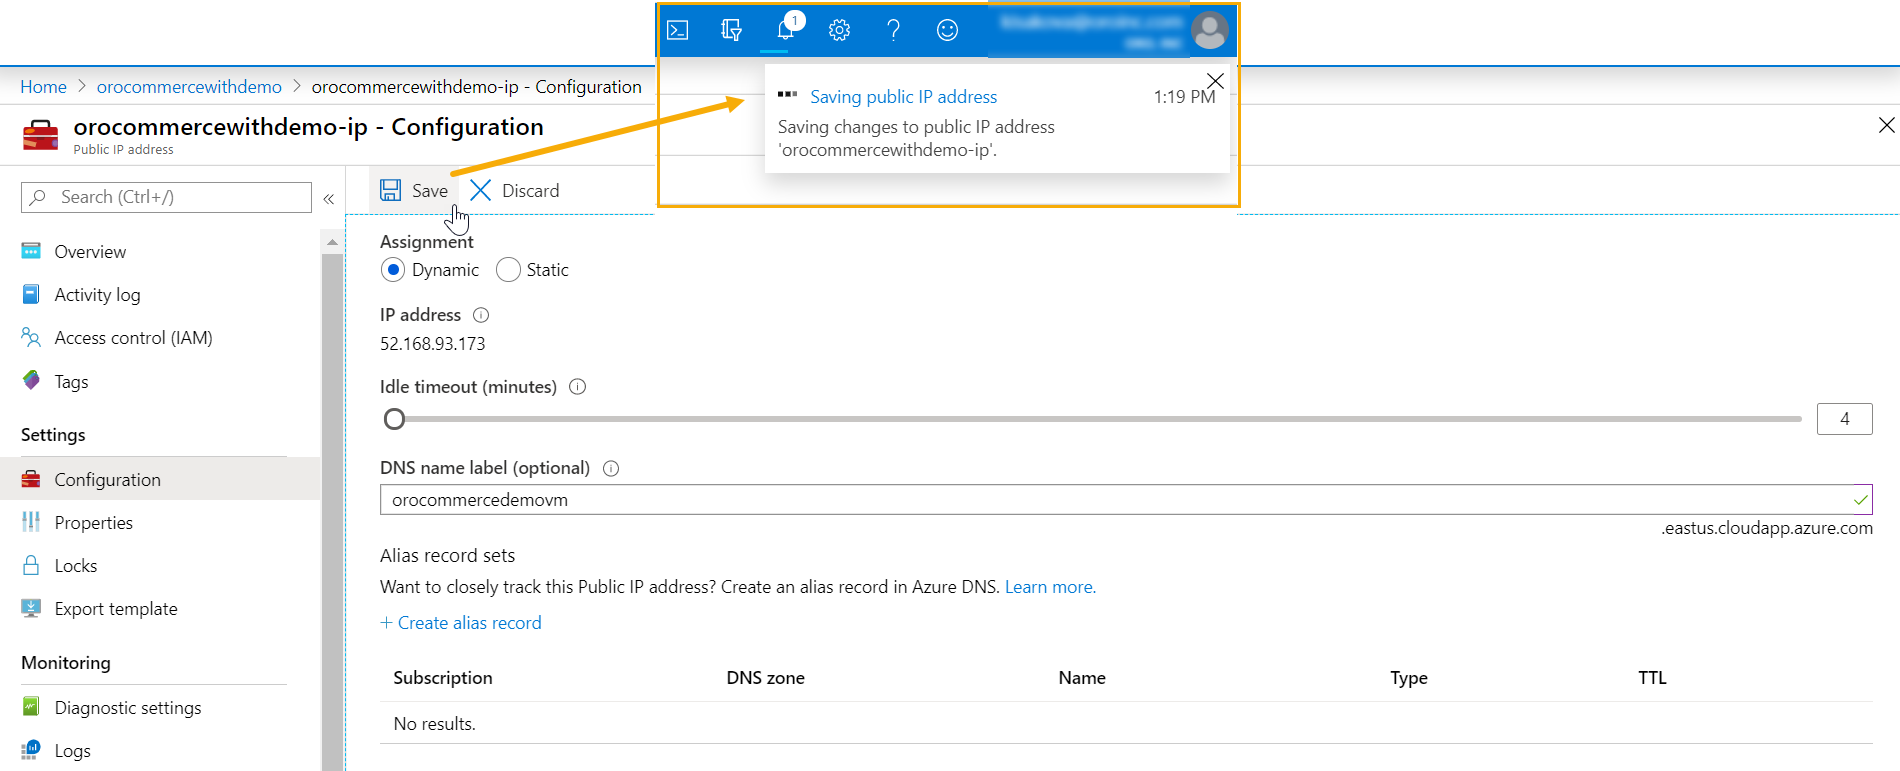 1
Home > orocommercewithdemo > orocommercewithdemo-ip - Configuration
Saving public IP address 1:19 PM
Saving changes to public IP address
'orocommercewithdemo-ip'.
orocommercewithdemo-ip - Configuration
Public IP address
Search (Ctrl+/) «
Save Discard
Overview
Activity log
Access control (IAM)
Tags
Settings
Configuration
Properties
Locks
Export template
Monitoring
Diagnostic settings
Logs
Assignment
Dynamic Static
IP address
52.168.93.173
Idle timeout (minutes)
4
DNS name label (optional)
orocommercedemovm
.eastus.cloudapp.azure.com
Alias record sets
Want to closely track this Public IP address? Create an alias record in Azure DNS. Learn more.
+ Create alias record
Subscription DNS zone Name Type TTL
No results.